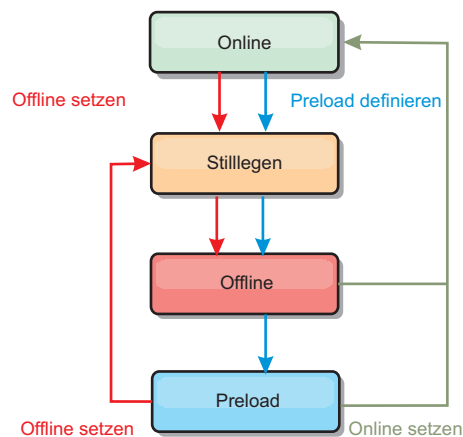 Online
Offline setzen
Preload definieren
Stilllegen
Offline
Preload
Offline setzen
Online setzen